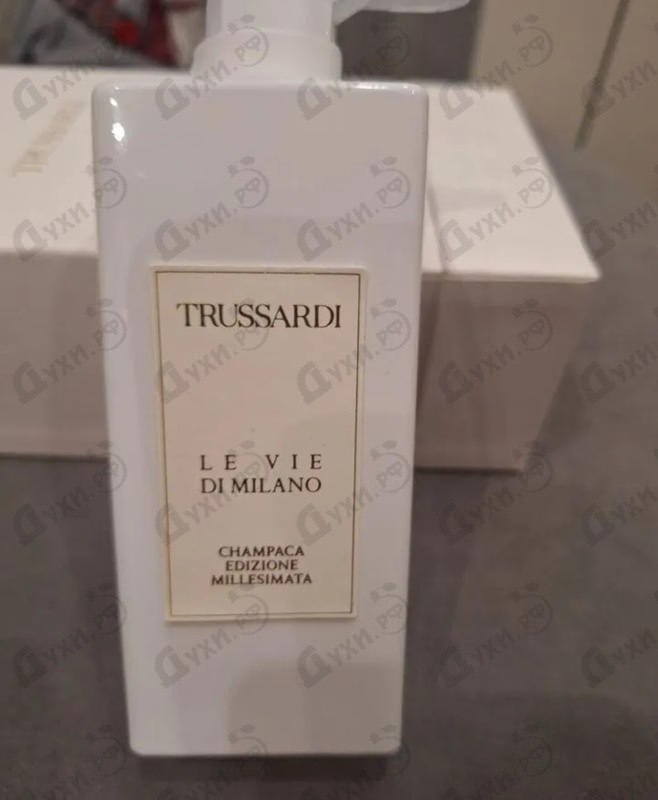 TRUSSARDI
LE VIE
DI MILANO
CHAMPACA
EDIZIONE
MILLESIMATA
Духи.рф